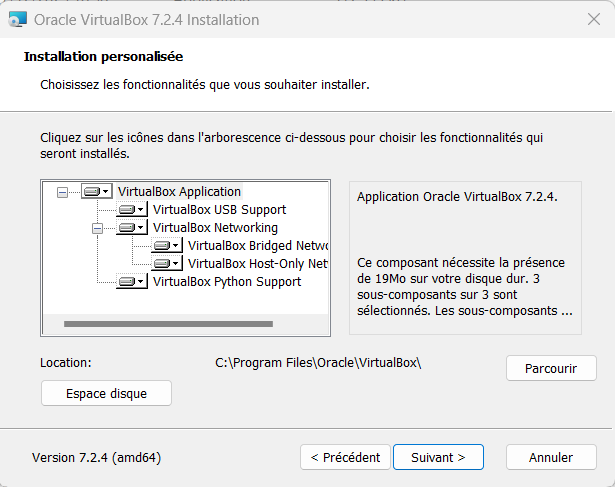 Oracle VirtualBox 7.2.4 Installation
Installation personalisée
Choisissez les fonctionnalités que vous souhaiter installer.
Cliquez sur les icônes dans l'arborescence ci-dessous pour choisir les fonctionnalités qui
seront installés.
VirtualBox Application
VirtualBox USB Support
VirtualBox Networking
VirtualBox Bridged Netwo
VirtualBox Host-Only Net
VirtualBox Python Support
Application Oracle VirtualBox 7.2.4.
Ce composant nécessite la présence
de 19Mo sur votre disque dur. 3
sous-composants sur 3 sont
sélectionnés. Les sous-composants ...
Location:
C:\Program Files\Oracle\VirtualBox\
Parcourir
Espace disque
Version 7.2.4 (amd64)
< Précédent
Suivant >
Annuler